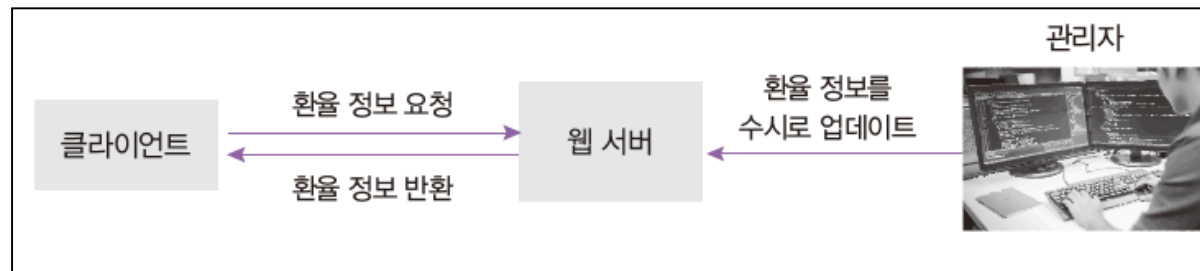 관리자
클라이언트
환율 정보 요청
환율 정보 반환
웹 서버
환율 정보를
수시로 업데이트